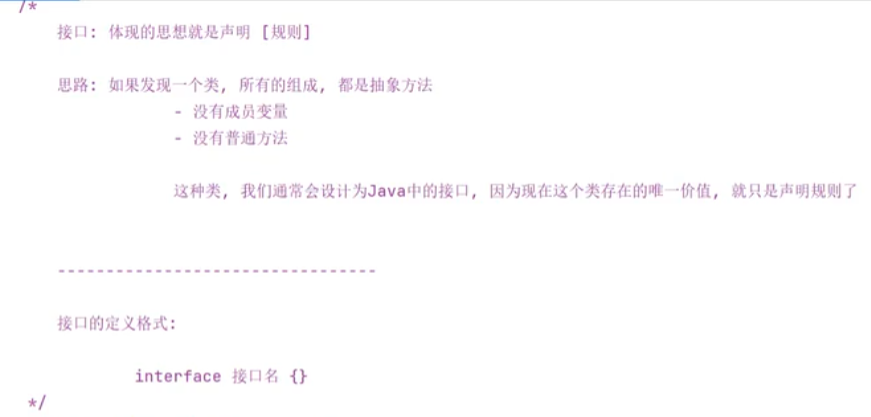 /*
接口: 体现的思想就是声明 [规则]
思路: 如果发现一个类, 所有的组成, 都是抽象方法
- 没有成员变量
- 没有普通方法
这种类, 我们通常会设计为Java中的接口, 因为现在这个类存在的唯一价值, 就只是声明规则了
---------------------------------
接口的定义格式:
interface 接口名 {}
*/